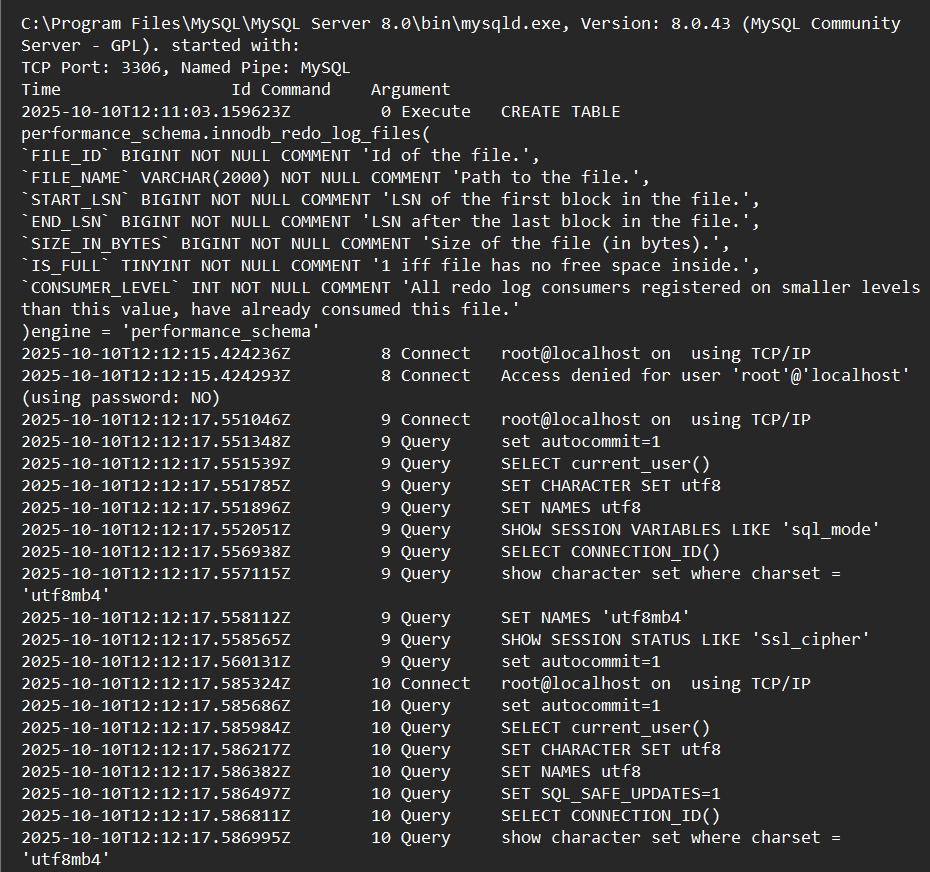 C:\Program Files\MySQL\MySQL Server 8.0\bin\mysqld.exe, Version: 8.0.43 (MySQL Community
Server - GPL). started with:
TCP Port: 3306, Named Pipe: MySQL
Time                 Id Command    Argument
2025-10-10T12:11:03.159623Z         0 Execute   CREATE TABLE
performance_schema.innodb_redo_log_files(
`FILE_ID` BIGINT NOT NULL COMMENT 'Id of the file.',
`FILE_NAME` VARCHAR(2000) NOT NULL COMMENT 'Path to the file.',
`START_LSN` BIGINT NOT NULL COMMENT 'LSN of the first block in the file.',
`END_LSN` BIGINT NOT NULL COMMENT 'LSN after the last block in the file.',
`SIZE_IN_BYTES` BIGINT NOT NULL COMMENT 'Size of the file (in bytes).',
`IS_FULL` TINYINT NOT NULL COMMENT '1 iff file has no free space inside.',
`CONSUMER_LEVEL` INT NOT NULL COMMENT 'All redo log consumers registered on smaller levels
than this value, have already consumed this file.'
)engine = 'performance_schema'
2025-10-10T12:12:15.424236Z         8 Connect   root@localhost on  using TCP/IP
2025-10-10T12:12:15.424293Z         8 Connect   Access denied for user 'root'@'localhost'
(using password: NO)
2025-10-10T12:12:17.551046Z         9 Connect   root@localhost on  using TCP/IP
2025-10-10T12:12:17.551348Z         9 Query     set autocommit=1
2025-10-10T12:12:17.551539Z         9 Query     SELECT current_user()
2025-10-10T12:12:17.551785Z         9 Query     SET CHARACTER SET utf8
2025-10-10T12:12:17.551896Z         9 Query     SET NAMES utf8
2025-10-10T12:12:17.552051Z         9 Query     SHOW SESSION VARIABLES LIKE 'sql_mode'
2025-10-10T12:12:17.556938Z         9 Query     SELECT CONNECTION_ID()
2025-10-10T12:12:17.557115Z         9 Query     show character set where charset =
'utf8mb4'
2025-10-10T12:12:17.558112Z         9 Query     SET NAMES 'utf8mb4'
2025-10-10T12:12:17.558565Z         9 Query     SHOW SESSION STATUS LIKE 'Ssl_cipher'
2025-10-10T12:12:17.560131Z         9 Query     set autocommit=1
2025-10-10T12:12:17.585324Z        10 Connect   root@localhost on  using TCP/IP
2025-10-10T12:12:17.585686Z        10 Query     set autocommit=1
2025-10-10T12:12:17.585984Z        10 Query     SELECT current_user()
2025-10-10T12:12:17.586217Z        10 Query     SET CHARACTER SET utf8
2025-10-10T12:12:17.586382Z        10 Query     SET NAMES utf8
2025-10-10T12:12:17.586497Z        10 Query     SET SQL_SAFE_UPDATES=1
2025-10-10T12:12:17.586811Z        10 Query     SELECT CONNECTION_ID()
2025-10-10T12:12:17.586995Z        10 Query     show character set where charset =
'utf8mb4'